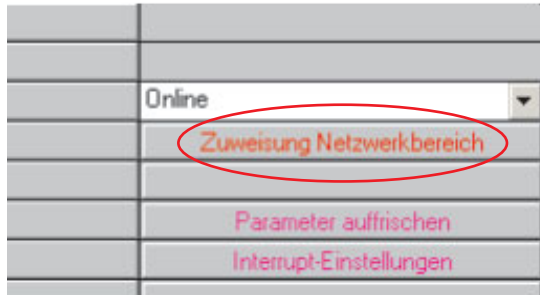 Online
Zuweisung Netzwerkbereich
Parameter auffrischen
Interrupt-Einstellungen